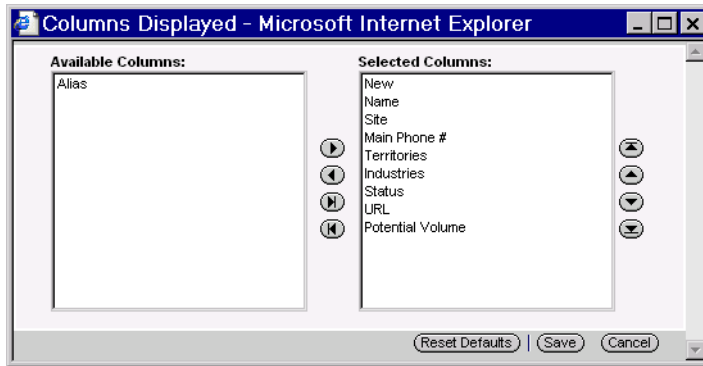 Columns Displayed - Microsoft Internet Explorer
Available Columns:
Alias
Selected Columns:
New
Name
Site
Main Phone #
Territories
Industries
Status
URL
Potential Volume
Reset Defaults | Save Cancel